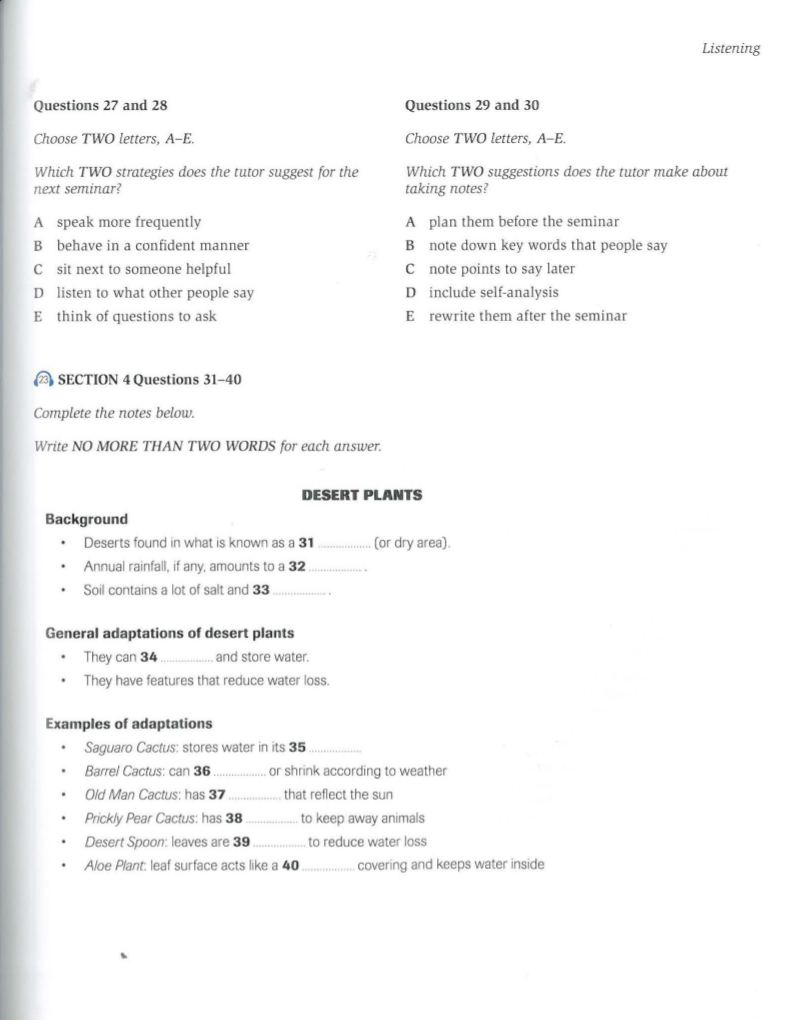 Listening
Questions 27 and 28
Choose TWO letters, A–E.
Which TWO strategies does the tutor suggest for the
next seminar?
A speak more frequently
B behave in a confident manner
C sit next to someone helpful
D listen to what other people say
E think of questions to ask
Questions 29 and 30
Choose TWO letters, A–E.
Which TWO suggestions does the tutor make about
taking notes?
A plan them before the seminar
B note down key words that people say
C note points to say later
D include self-analysis
E rewrite them after the seminar
23 SECTION 4 Questions 31–40
Complete the notes below.
Write NO MORE THAN TWO WORDS for each answer.
DESERT PLANTS
Background
• Deserts found in what is known as a 31 ................ (or dry area).
• Annual rainfall, if any, amounts to a 32 ................ .
• Soil contains a lot of salt and 33 ................ .
General adaptations of desert plants
• They can 34 ................ and store water.
• They have features that reduce water loss.
Examples of adaptations
• Saguaro Cactus: stores water in its 35 ................
• Barrel Cactus: can 36 ................ or shrink according to weather
• Old Man Cactus: has 37 ................ that reflect the sun
• Prickly Pear Cactus: has 38 ................ to keep away animals
• Desert Spoon: leaves are 39 ................ to reduce water loss
• Aloe Plant: leaf surface acts like a 40 ................ covering and keeps water inside